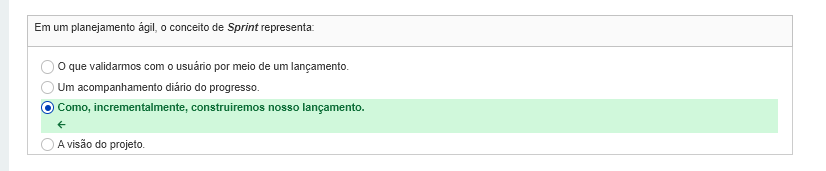 Em um planejamento ágil, o conceito de Sprint representa:
O que validarmos com o usuário por meio de um lançamento.
Um acompanhamento diário do progresso.
Como, incrementalmente, construiremos nosso lançamento.
←
A visão do projeto.